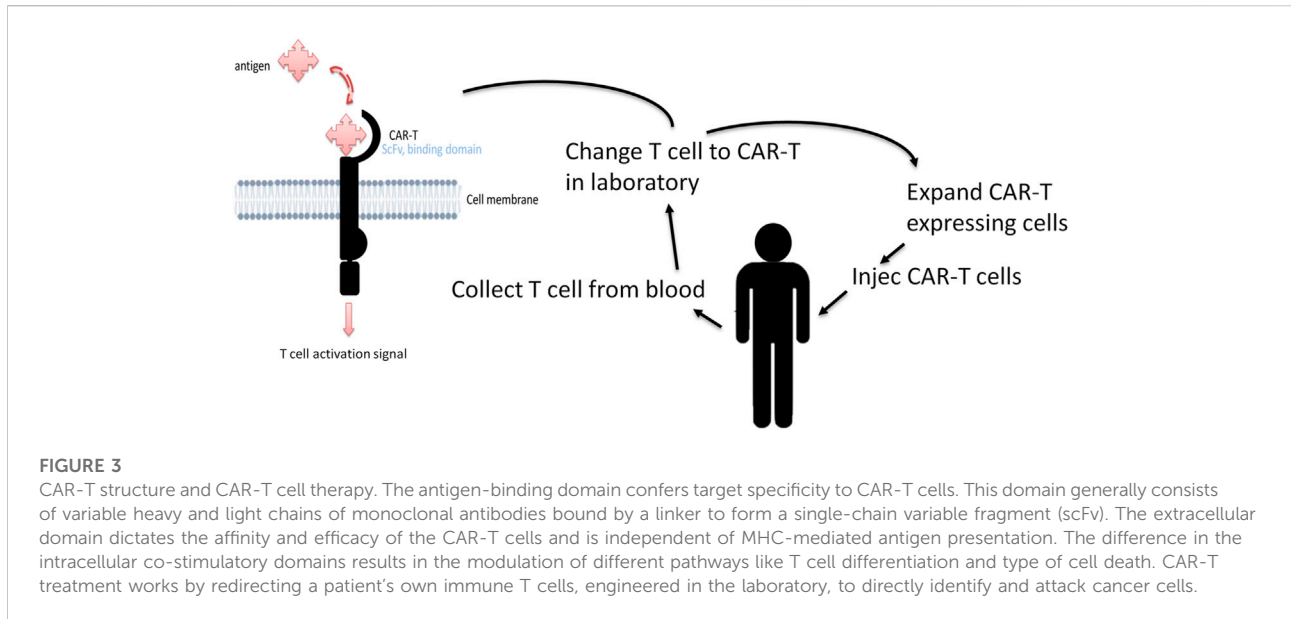 antigen
CAR-T
ScFv, binding domain
Cell membrane
T cell activation signal
Change T cell to CAR-T
in laboratory
Expand CAR-T
expressing cells
Injec CAR-T cells
Collect T cell from blood
FIGURE 3
CAR-T structure and CAR-T cell therapy. The antigen-binding domain confers target specificity to CAR-T cells. This domain generally consists
of variable heavy and light chains of monoclonal antibodies bound by a linker to form a single-chain variable fragment (scFv). The extracellular
domain dictates the affinity and efficacy of the CAR-T cells and is independent of MHC-mediated antigen presentation. The difference in the
intracellular co-stimulatory domains results in the modulation of different pathways like T cell differentiation and type of cell death. CAR-T
treatment works by redirecting a patient's own immune T cells, engineered in the laboratory, to directly identify and attack cancer cells.